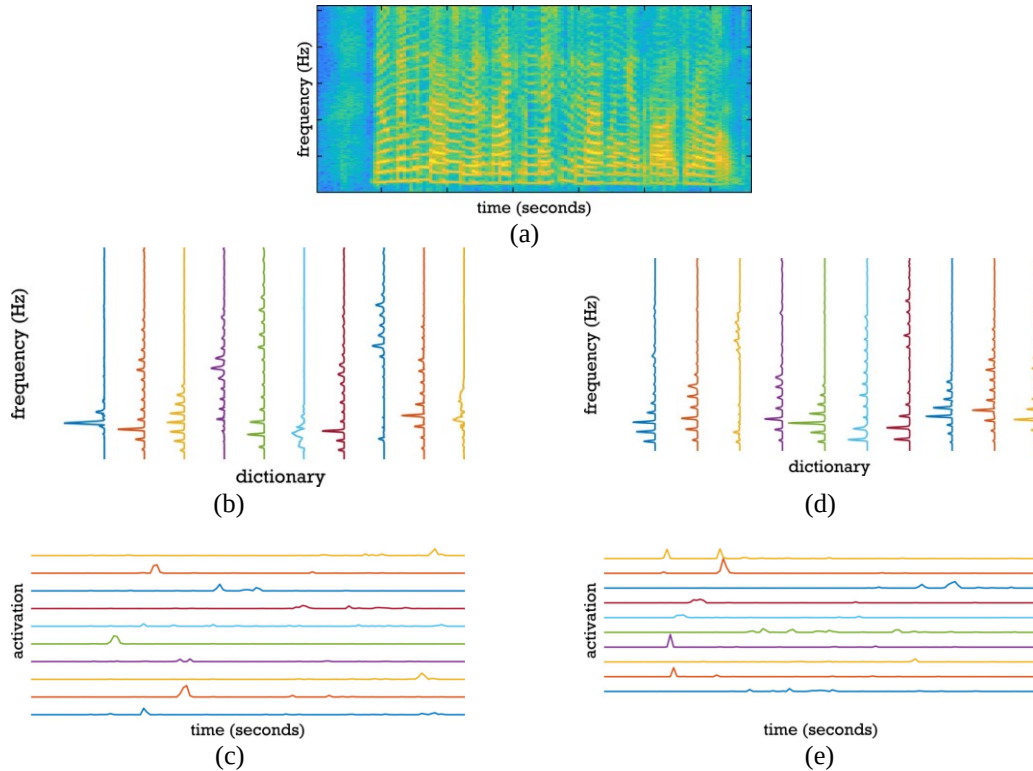 frequency (Hz)
time (seconds)
(a)
frequency (Hz)
dictionary
(b)
frequency (Hz)
dictionary
(d)
activation
time (seconds)
(c)
activation
time (seconds)
(e)